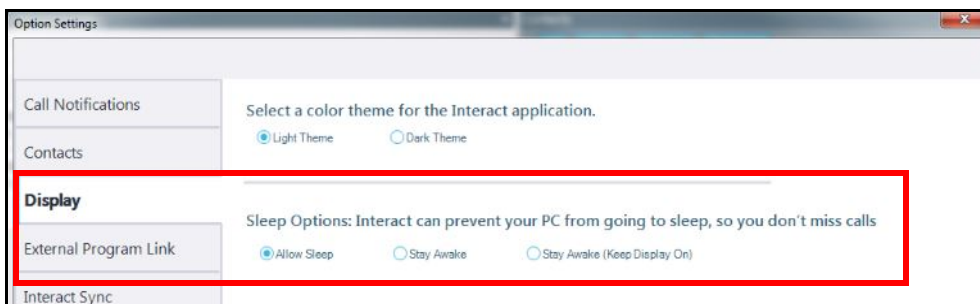 Option Settings
Call Notifications
Contacts
Display
External Program Link
Interact Sync
Select a color theme for the Interact application.
Light Theme Dark Theme
Sleep Options: Interact can prevent your PC from going to sleep, so you don't miss calls
Allow Sleep Stay Awake Stay Awake (Keep Display On)